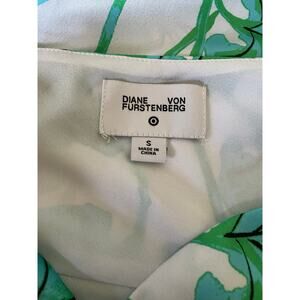 DIANE VON
FURSTENBERG
S
MADE IN
CHINA